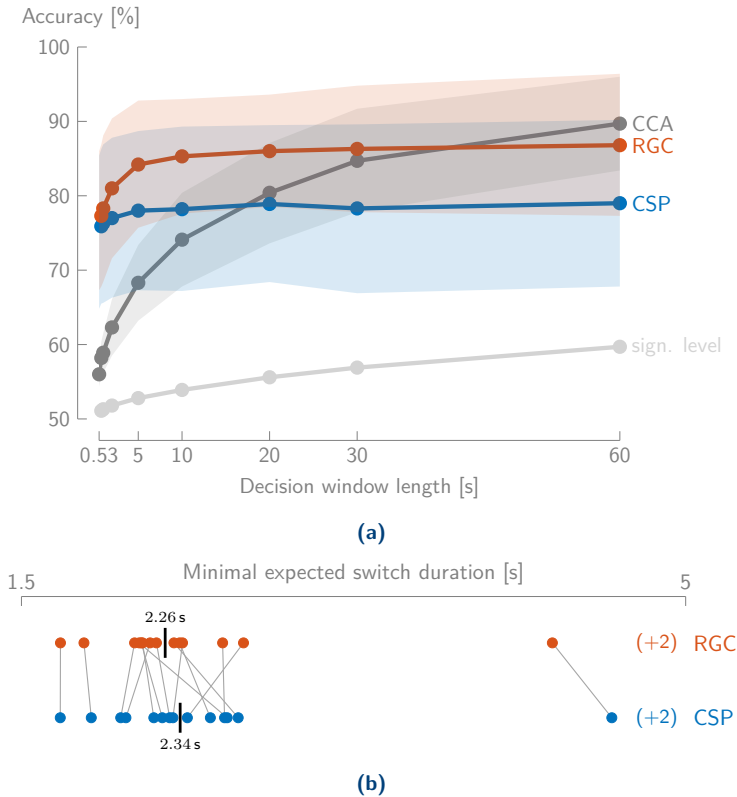 Accuracy [%]
100
90
80
70
60
50
CCA
RGC
CSP
sign. level
0.53 5 10 20 30 60
Decision window length [s]
(a)
Minimal expected switch duration [s]
1.5 5
2.26 s
(+2) RGC
(+2) CSP
2.34 s
(b)